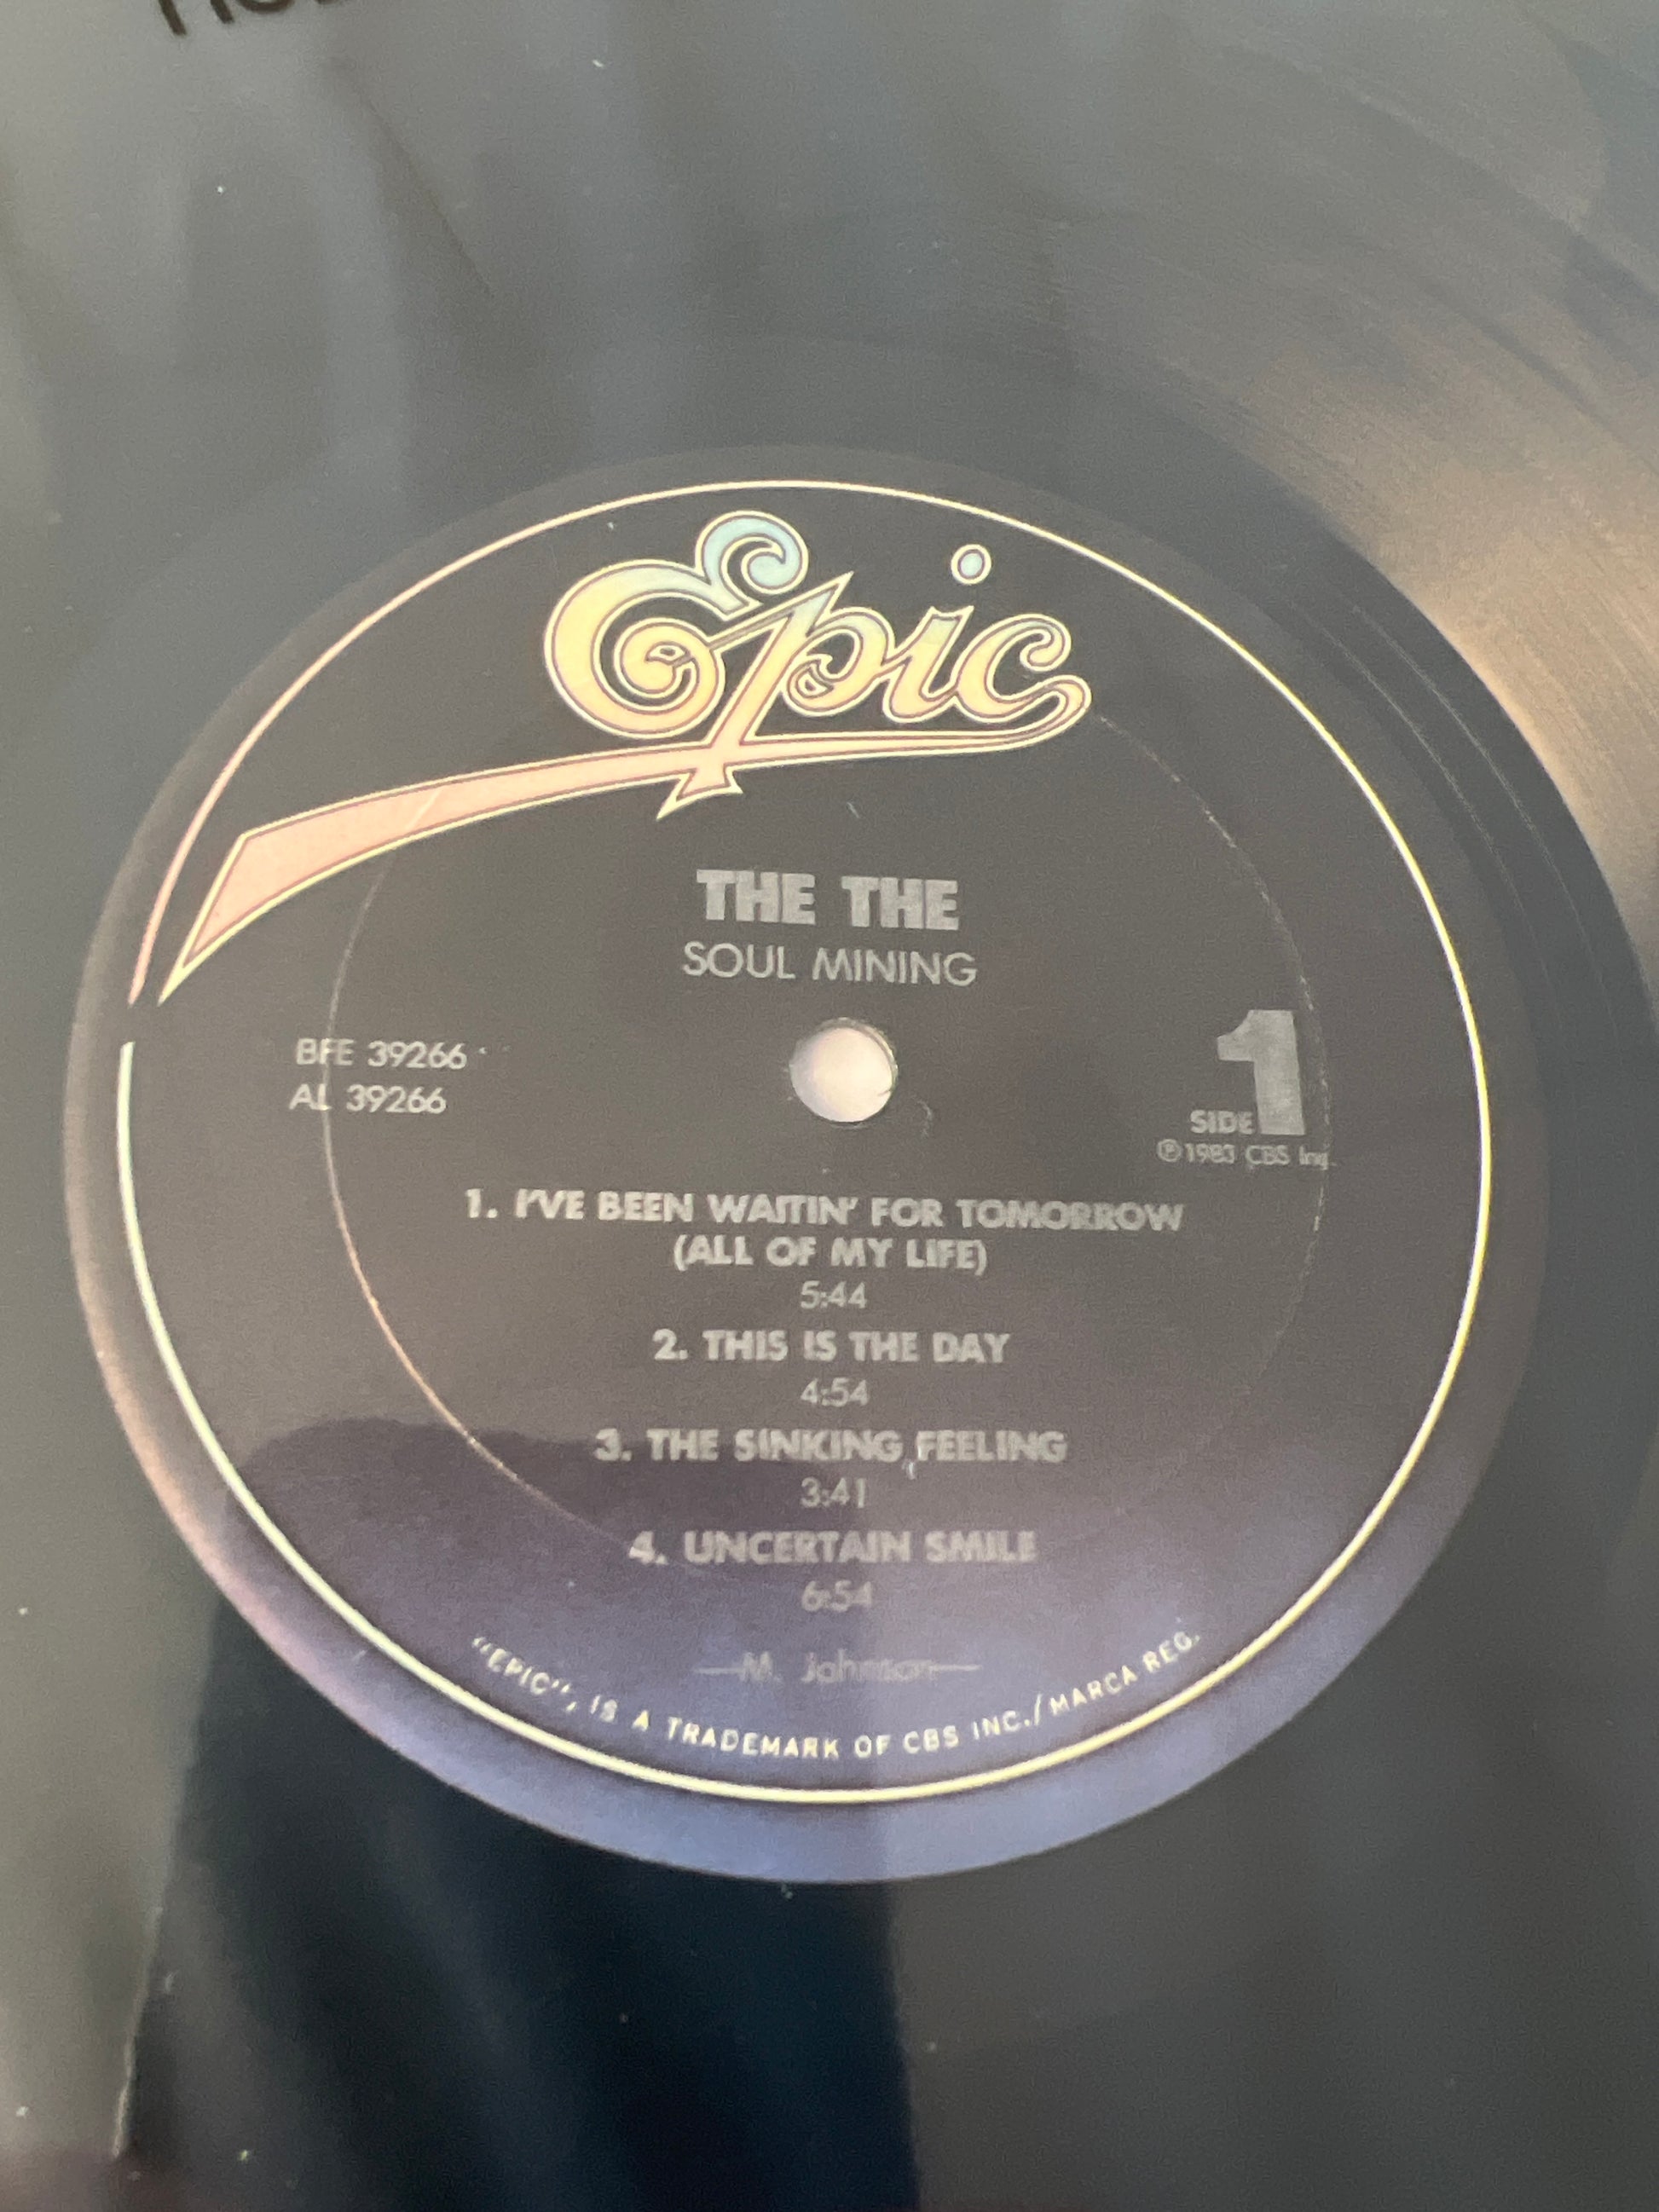 Epic
THE THE
SOUL MINING
BFE 39266
AL 39266
1
SIDE
℗1983 CBS Inc.
1. I'VE BEEN WAITIN' FOR TOMORROW
(ALL OF MY LIFE)
5:44
2. THIS IS THE DAY
4:54
3. THE SINKING FEELING
3:41
4. UNCERTAIN SMILE
6:54
—M. Johnson—
"EPIC", IS A TRADEMARK OF CBS INC./MARCA REG.